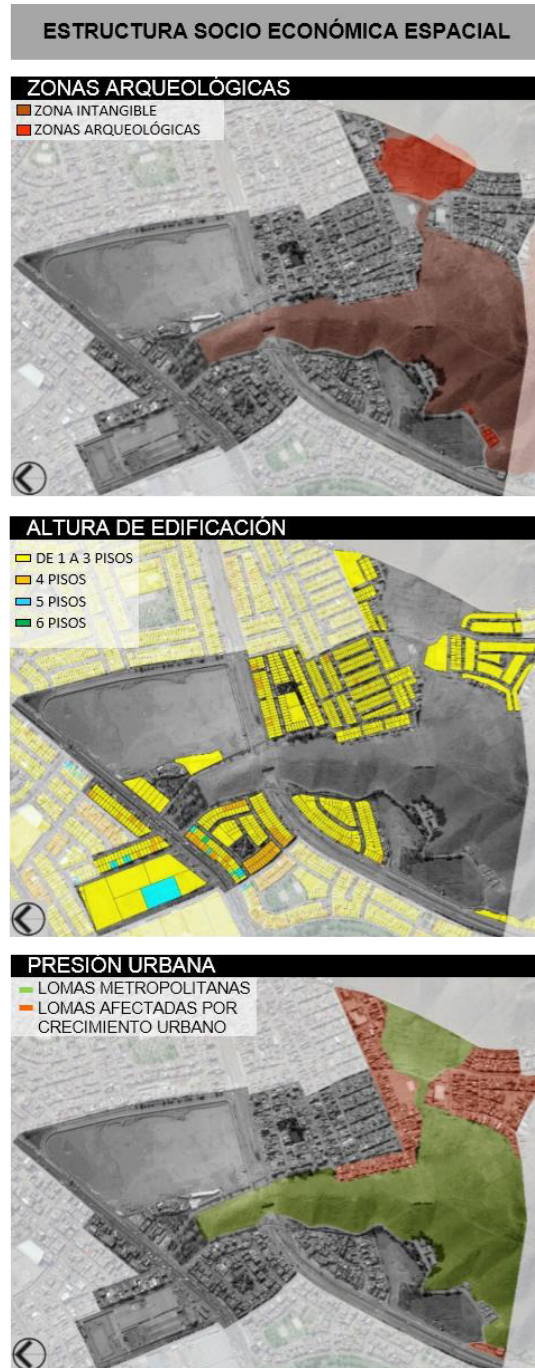 ESTRUCTURA SOCIO ECONÓMICA ESPACIAL
ZONAS ARQUEOLÓGICAS
ZONA INTANGIBLE
ZONAS ARQUEOLÓGICAS
ALTURA DE EDIFICACIÓN
DE 1 A 3 PISOS
4 PISOS
5 PISOS
6 PISOS
PRESIÓN URBANA
LOMAS METROPOLITANAS
LOMAS AFECTADAS POR
CRECIMIENTO URBANO